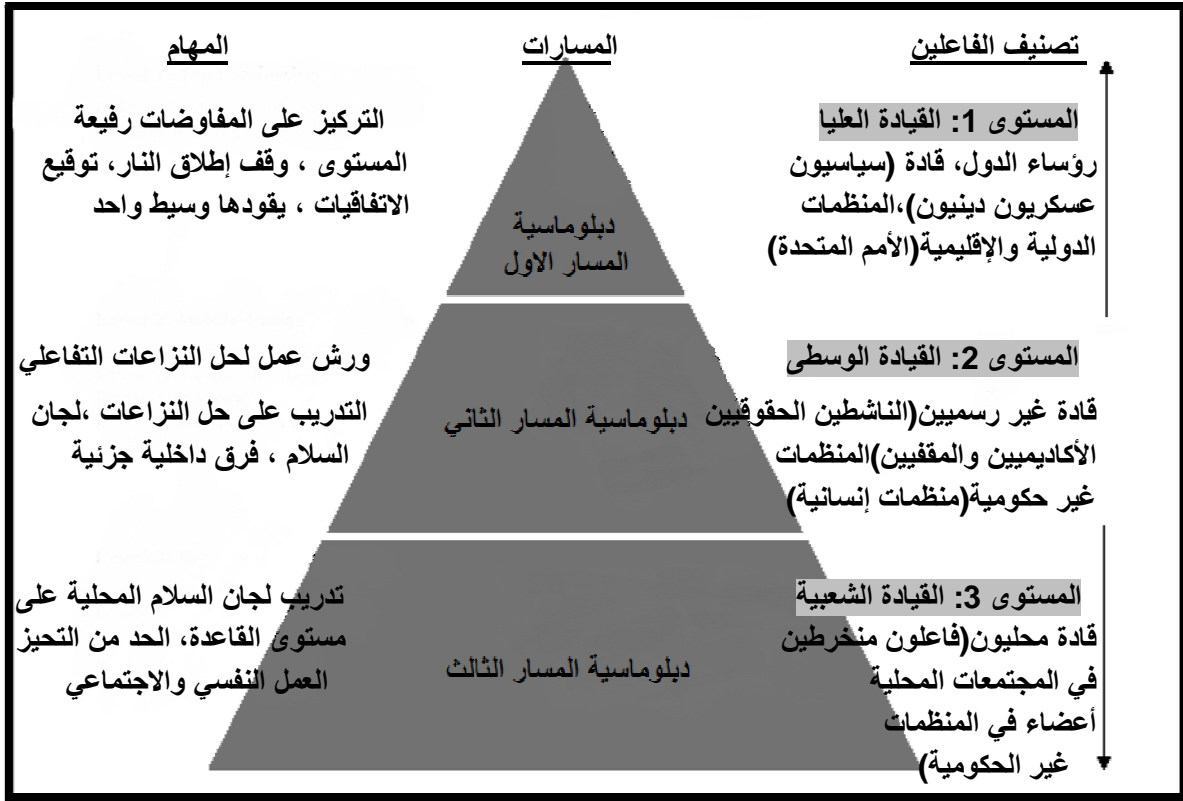 تصنيف الفاعلين
المسارات
المهام
المستوى 1: القيادة العليا
رؤساء الدول، قادة (سياسيون
عسكريون دينيون)،المنظمات
الدولية والإقليمية(الأمم المتحدة)
دبلوماسية
المسار الاول
التركيز على المفاوضات رفيعة
المستوى ، وقف إطلاق النار، توقيع
الاتفاقيات ، يقودها وسيط واحد
المستوى 2: القيادة الوسطى
قادة غير رسميين(الناشطين الحقوقيين
الأكاديميين والمقفيين)المنظمات
غير حكومية(منظمات إنسانية)
دبلوماسية المسار الثاني
ورش عمل لحل النزاعات التفاعلي
التدريب على حل النزاعات ،لجان
السلام ، فرق داخلية جزئية
المستوى 3: القيادة الشعبية
قادة محليون(فاعلون منخرطين
في المجتمعات المحلية
أعضاء في المنظمات
غير الحكومية)
دبلوماسية المسار الثالث
تدريب لجان السلام المحلية على
مستوى القاعدة، الحد من التحيز
العمل النفسي والاجتماعي